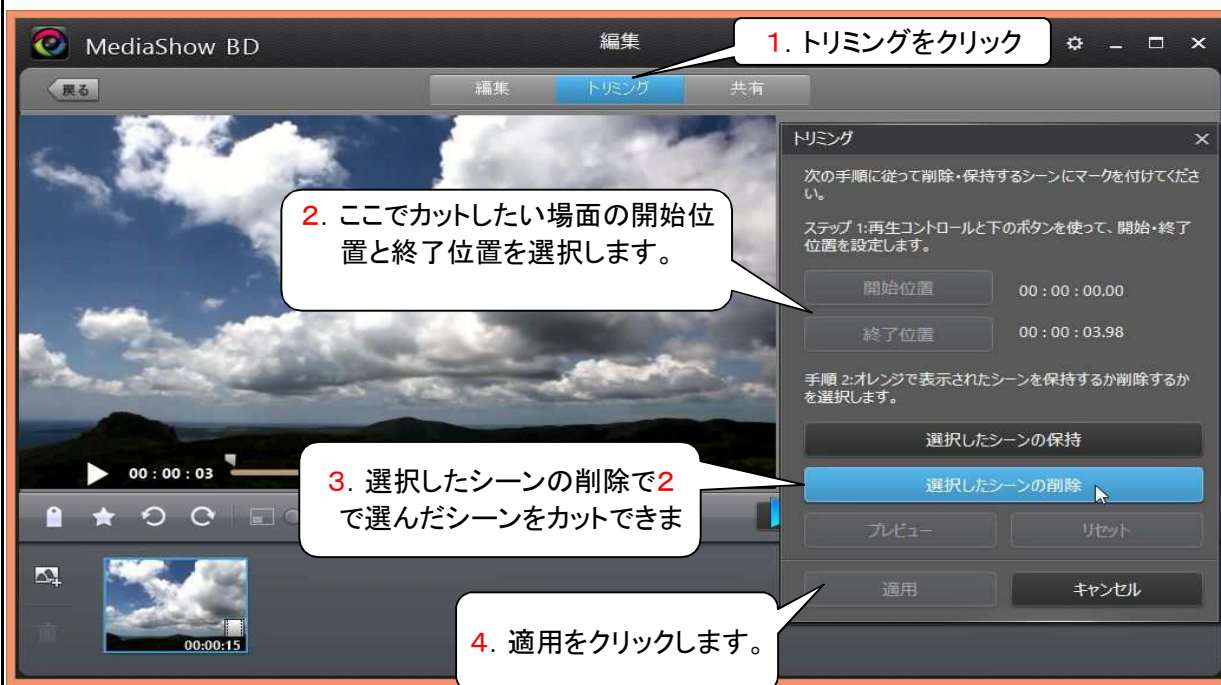 MediaShow BD
編集
1. トリミングをクリック
戻る
編集
トリミング
共有
トリミング
次の手順に従って削除・保持するシーンにマークを付けてくださ
い。
ステップ 1:再生コントロールと下のボタンを使って、開始・終了
位置を設定します。
2. ここでカットしたい場面の開始位
置と終了位置を選択します。
開始位置
00 : 00 : 00.00
終了位置
00 : 00 : 03.98
手順 2:オレンジで表示されたシーンを保持するか削除するか
を選択します。
選択したシーンの保持
00 : 00 : 03
3. 選択したシーンの削除で2
で選んだシーンをカットできま
選択したシーンの削除
プレビュー
リセット
適用
キャンセル
00:00:15
4. 適用をクリックします。